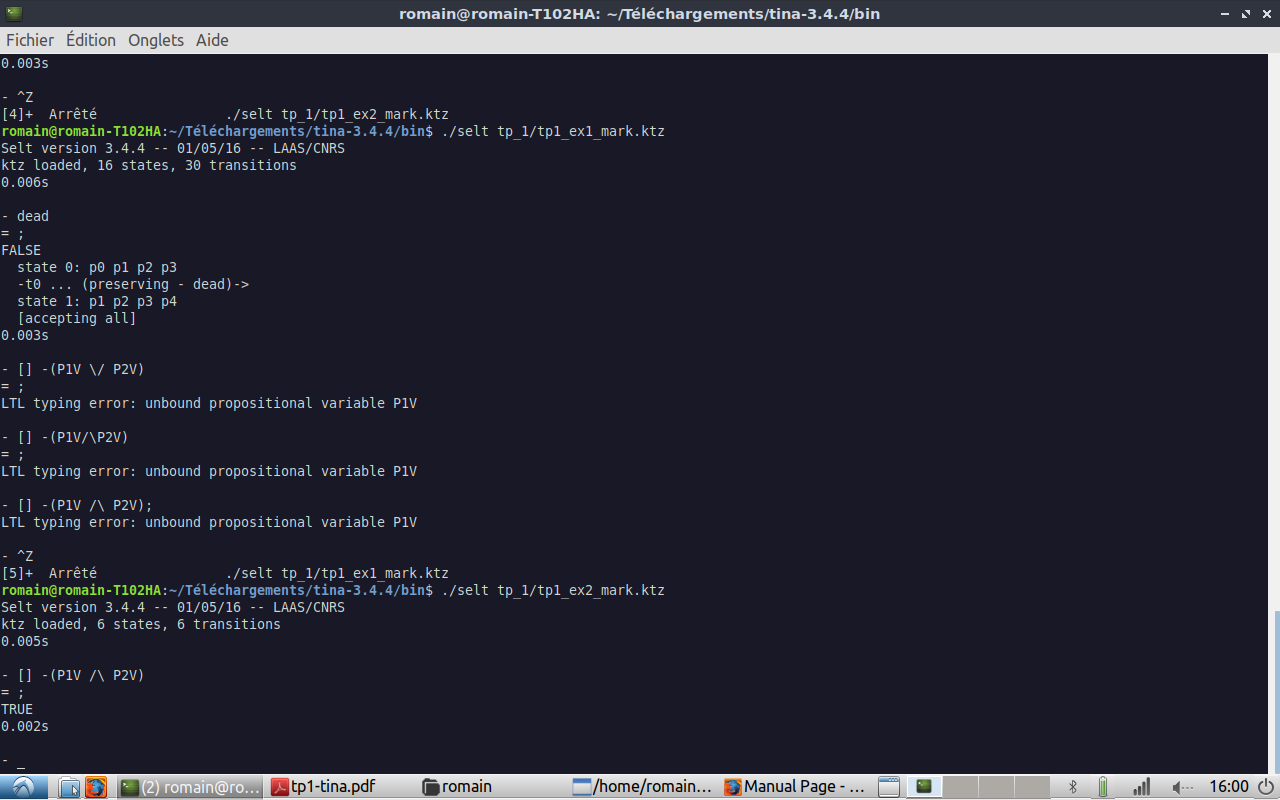 romain@romain-T102HA: ~/Téléchargements/tina-3.4.4/bin
Fichier Édition Onglets Aide
0.003s
- ^Z
[4]+  Arrêté                ./selt tp_1/tp1_ex2_mark.ktz
romain@romain-T102HA:~/Téléchargements/tina-3.4.4/bin$ ./selt tp_1/tp1_ex1_mark.ktz
Selt version 3.4.4 -- 01/05/16 -- LAAS/CNRS
ktz loaded, 16 states, 30 transitions
0.006s
- dead
= ;
FALSE
  state 0: p0 p1 p2 p3
  -t0 ... (preserving - dead)->
  state 1: p1 p2 p3 p4
  [accepting all]
0.003s
- [] -(P1V \/ P2V)
= ;
LTL typing error: unbound propositional variable P1V
- [] -(P1V/\P2V)
= ;
LTL typing error: unbound propositional variable P1V
- [] -(P1V /\ P2V);
LTL typing error: unbound propositional variable P1V
- ^Z
[5]+  Arrêté                ./selt tp_1/tp1_ex1_mark.ktz
romain@romain-T102HA:~/Téléchargements/tina-3.4.4/bin$ ./selt tp_1/tp1_ex2_mark.ktz
Selt version 3.4.4 -- 01/05/16 -- LAAS/CNRS
ktz loaded, 6 states, 6 transitions
0.005s
- [] -(P1V /\ P2V)
= ;
TRUE
0.002s
- _
(2) romain@ro... tp1-tina.pdf romain /home/romain... Manual Page - ... 16:00